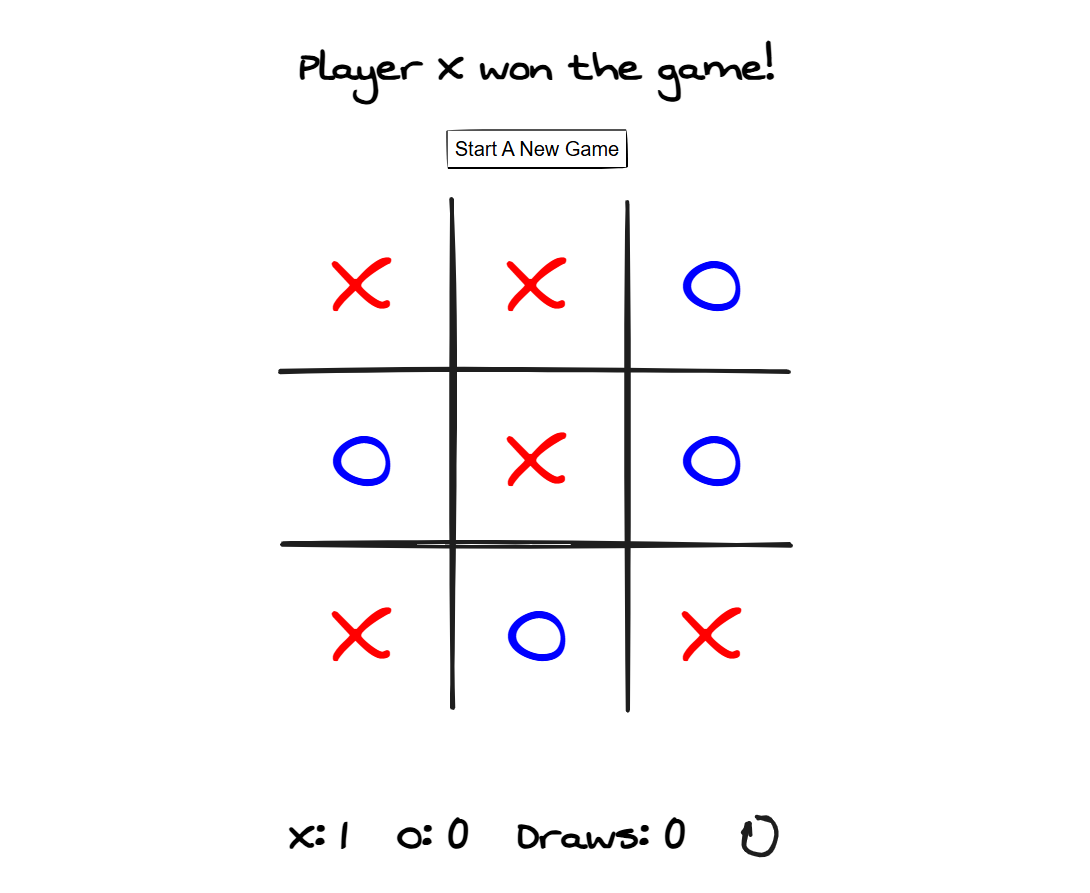 Player x won the game!
Start A New Game
X X O
O X O
X O X
x: 1 o: 0 Draws: 0